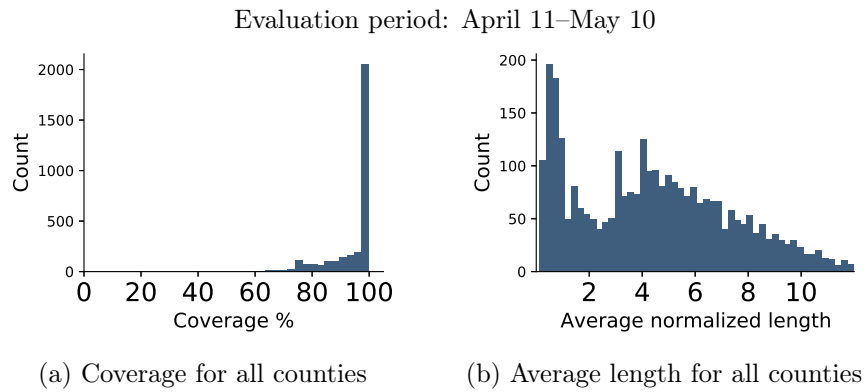 Evaluation period: April 11–May 10
Count
2000
1500
1000
500
0
0 20 40 60 80 100
Coverage %
(a) Coverage for all counties
Count
200
150
100
50
0
2 4 6 8 10
Average normalized length
(b) Average length for all counties